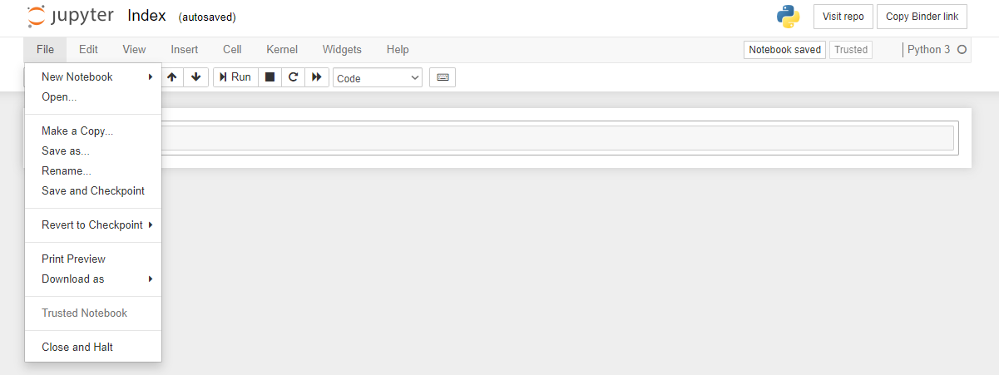 jupyter Index (autosaved) Visit repo Copy Binder link
File Edit View Insert Cell Kernel Widgets Help Notebook saved Trusted Python 3
Run Code
New Notebook
Open...
Make a Copy...
Save as...
Rename...
Save and Checkpoint
Revert to Checkpoint
Print Preview
Download as
Trusted Notebook
Close and Halt